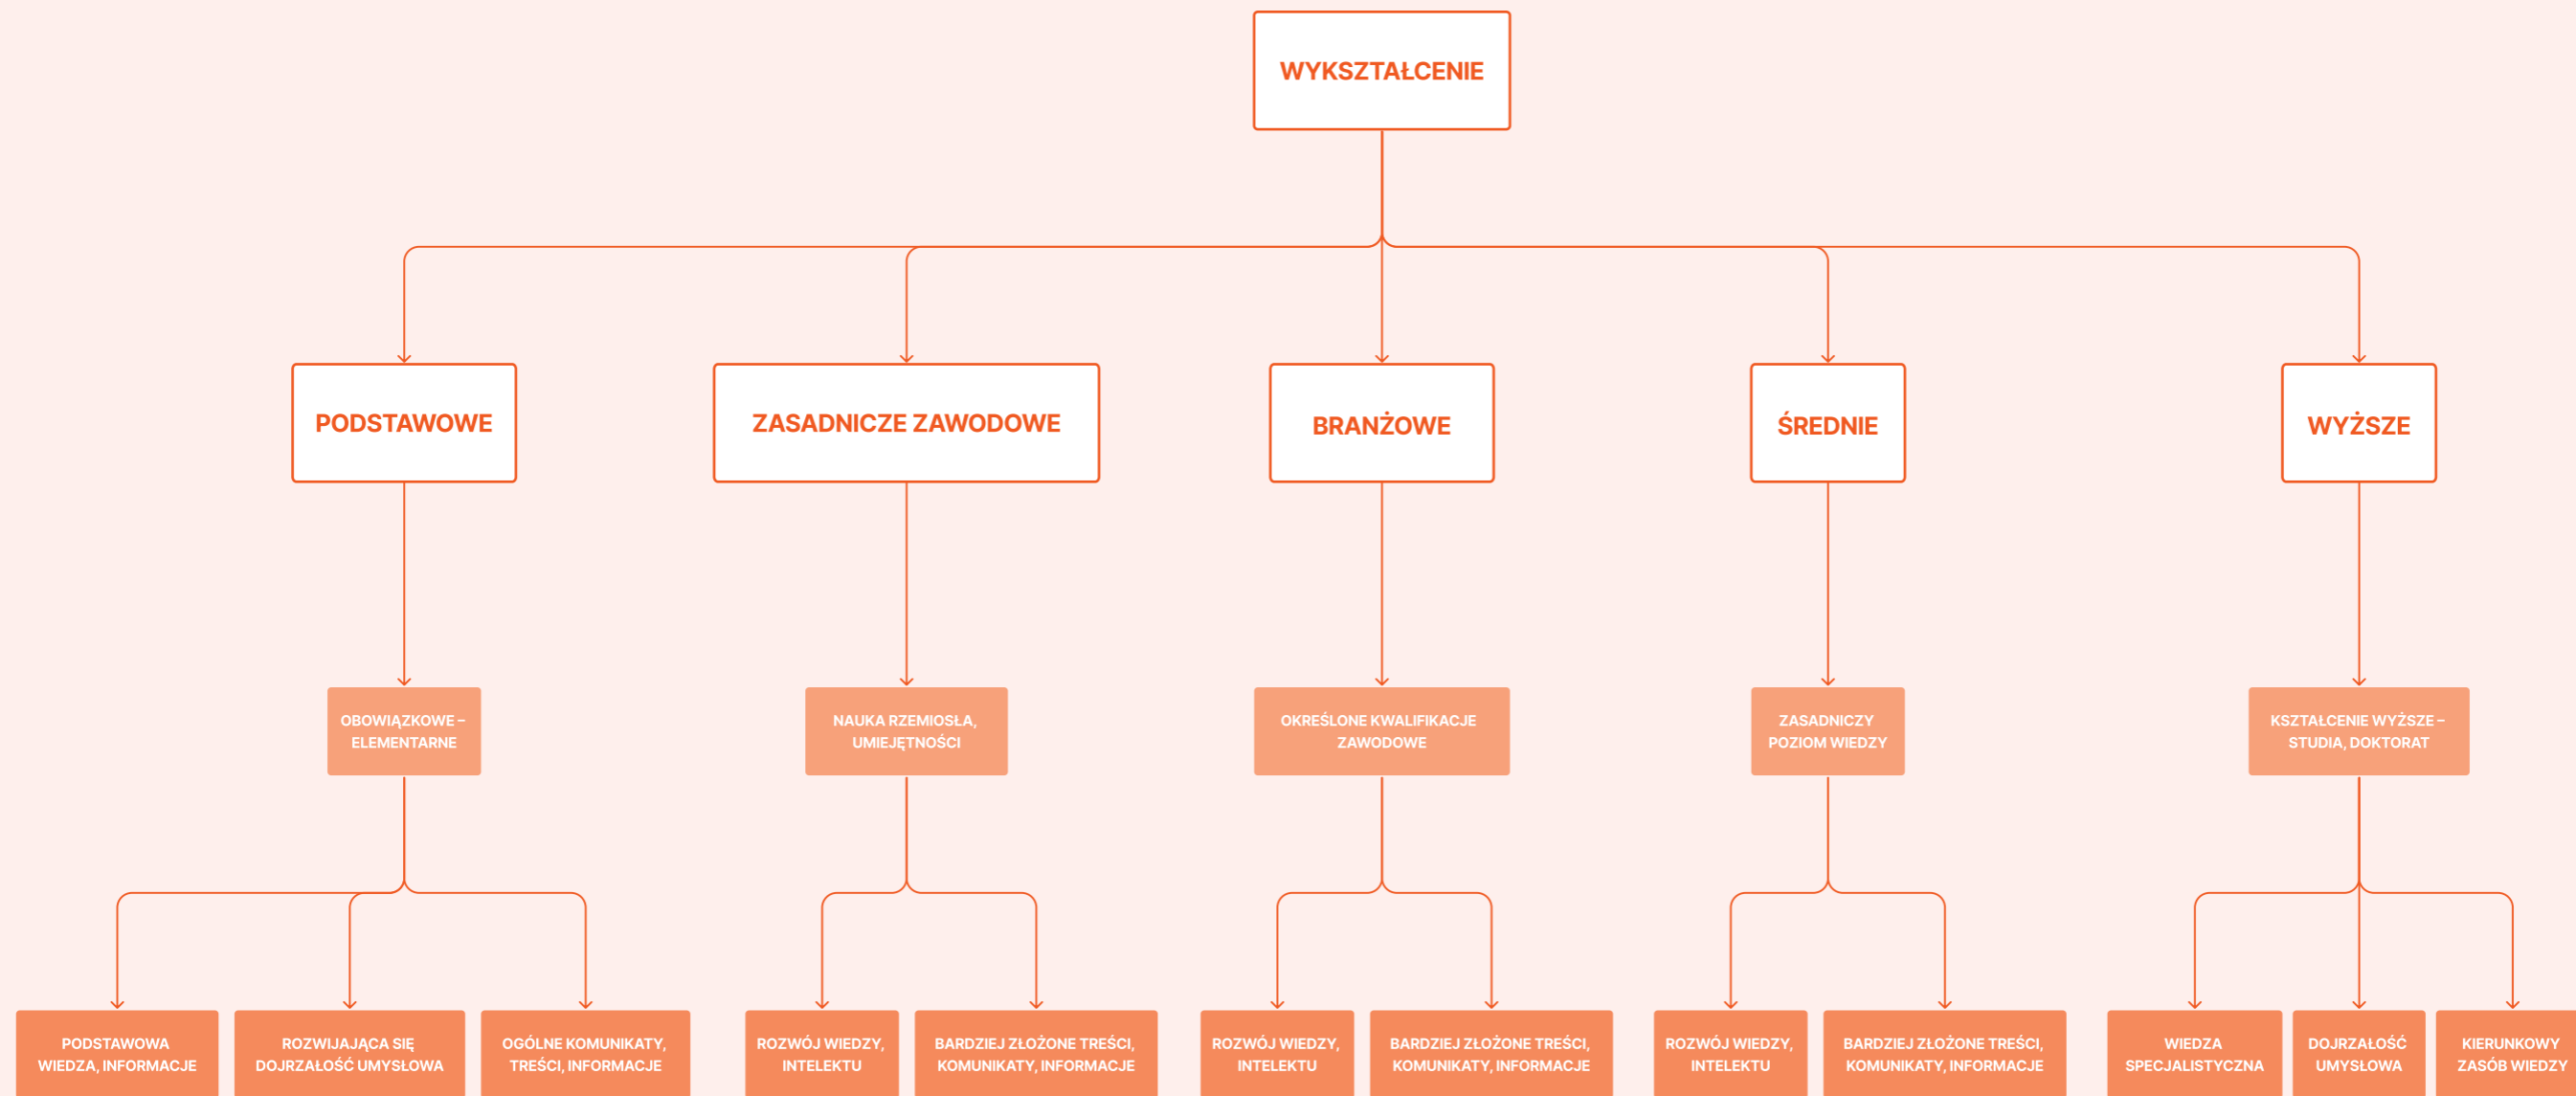 WYKSZTAŁCENIE
PODSTAWOWE
ZASADNICZE ZAWODOWE
BRANŻOWE
ŚREDNIE
WYŻSZE
OBOWIĄZKOWE –
ELEMENTARNE
NAUKA RZEMIOSŁA,
UMIEJĘTNOŚCI
OKREŚLONE KWALIFIKACJE
ZAWODOWE
ZASADNICZY
POZIOM WIEDZY
KSZTAŁCENIE WYŻSZE –
STUDIA, DOKTORAT
PODSTAWOWA
WIEDZA, INFORMACJE
ROZWIJAJĄCA SIĘ
DOJRZAŁOŚĆ UMYSŁOWA
OGÓLNE KOMUNIKATY,
TREŚCI, INFORMACJE
ROZWÓJ WIEDZY,
INTELEKTU
BARDZIEJ ZŁOŻONE TREŚCI,
KOMUNIKATY, INFORMACJE
ROZWÓJ WIEDZY,
INTELEKTU
BARDZIEJ ZŁOŻONE TREŚCI,
KOMUNIKATY, INFORMACJE
ROZWÓJ WIEDZY,
INTELEKTU
BARDZIEJ ZŁOŻONE TREŚCI,
KOMUNIKATY, INFORMACJE
WIEDZA
SPECJALISTYCZNA
DOJRZAŁOŚĆ
UMYSŁOWA
KIERUNKOWY
ZASÓB WIEDZY